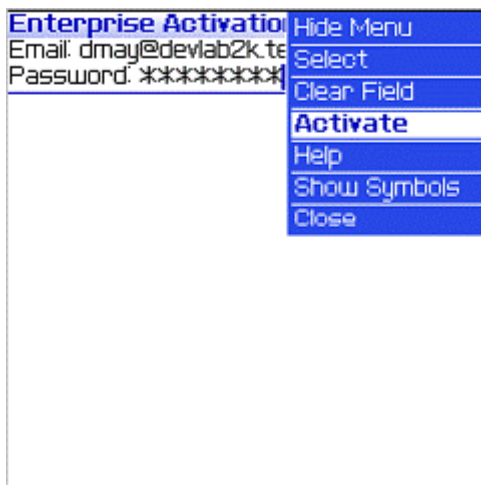 Enterprise Activatio
Email: dmay@devlab2k.te
Password: *********
Hide Menu
Select
Clear Field
Activate
Help
Show Symbols
Close